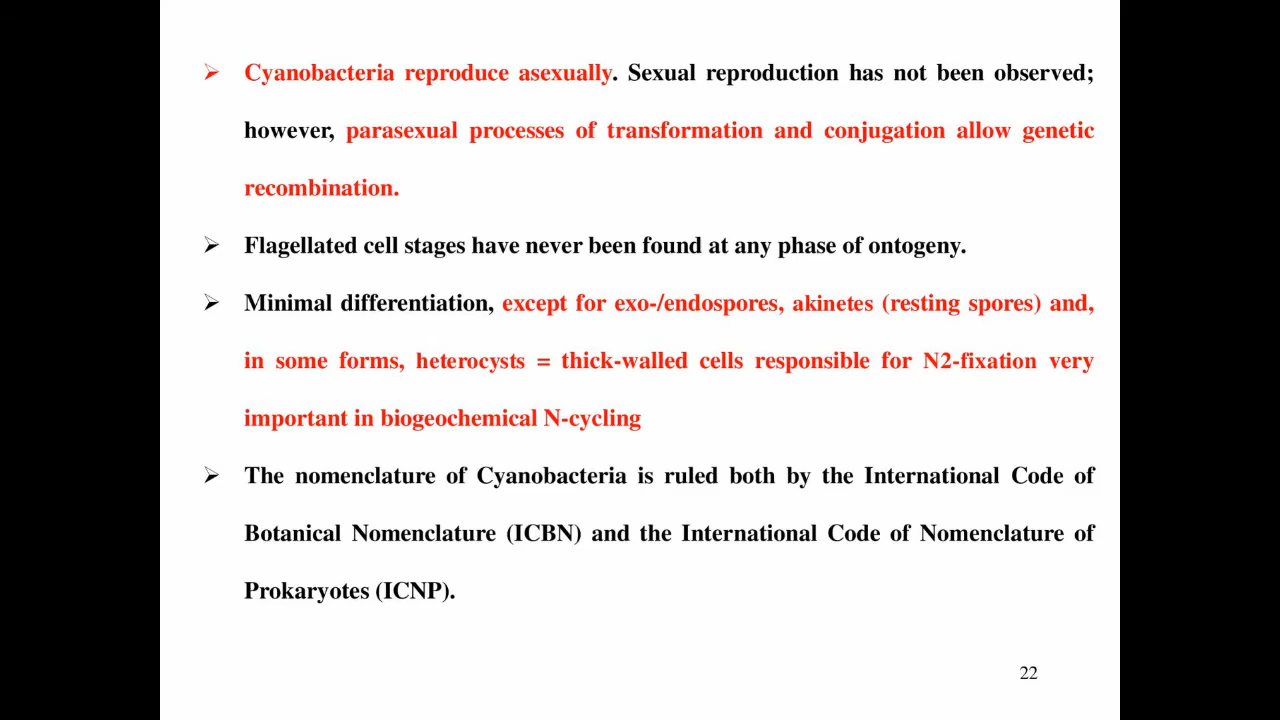 ➢ Cyanobacteria reproduce asexually. Sexual reproduction has not been observed;
however, parasexual processes of transformation and conjugation allow genetic
recombination.
➢ Flagellated cell stages have never been found at any phase of ontogeny.
➢ Minimal differentiation, except for exo-/endospores, akinetes (resting spores) and,
in some forms, heterocysts = thick-walled cells responsible for N2-fixation very
important in biogeochemical N-cycling
➢ The nomenclature of Cyanobacteria is ruled both by the International Code of
Botanical Nomenclature (ICBN) and the International Code of Nomenclature of
Prokaryotes (ICNP).
22